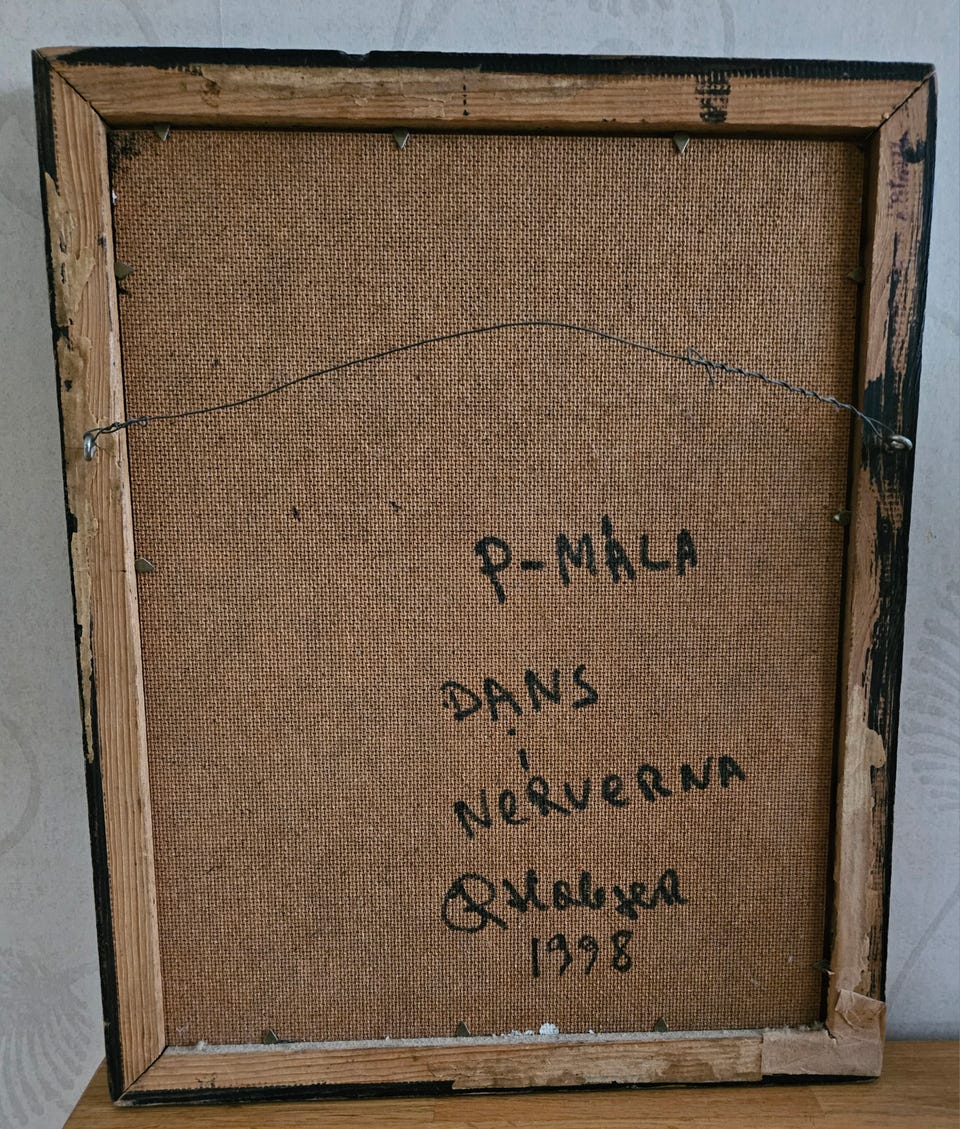 P-MÅLA
DANS
i
NeRVeRNA
1998